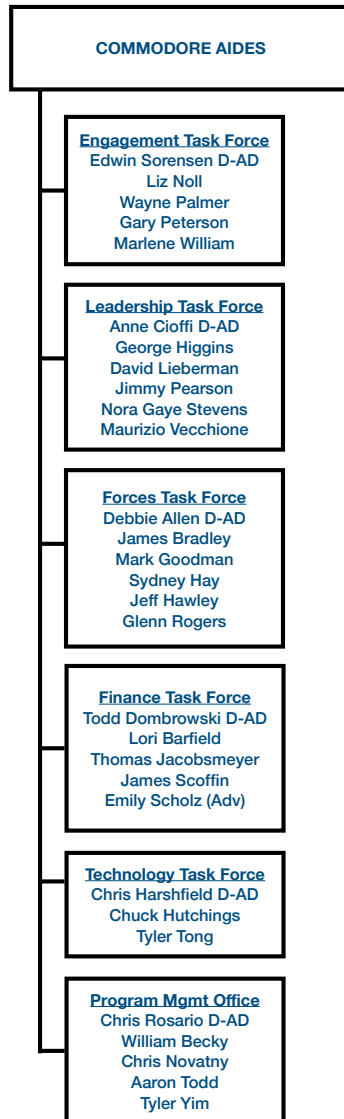 COMMODORE AIDES
Engagement Task Force
Edwin Sorensen D-AD
Liz Noll
Wayne Palmer
Gary Peterson
Marlene William
Leadership Task Force
Anne Cioffi D-AD
George Higgins
David Lieberman
Jimmy Pearson
Nora Gaye Stevens
Maurizio Vecchione
Forces Task Force
Debbie Allen D-AD
James Bradley
Mark Goodman
Sydney Hay
Jeff Hawley
Glenn Rogers
Finance Task Force
Todd Dombrowski D-AD
Lori Barfield
Thomas Jacobsmeyer
James Scoffin
Emily Scholz (Adv)
Technology Task Force
Chris Harshfield D-AD
Chuck Hutchings
Tyler Tong
Program Mgmt Office
Chris Rosario D-AD
William Becky
Chris Novatny
Aaron Todd
Tyler Yim